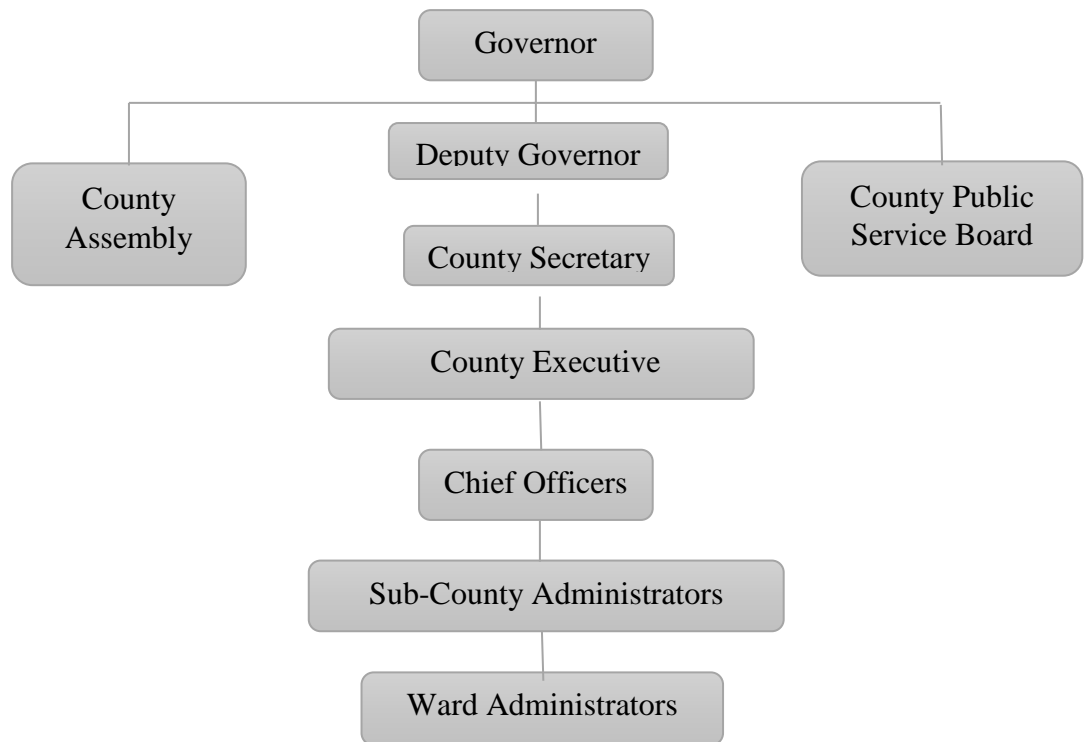 Governor
Deputy Governor
County
Assembly
County Public
Service Board
County Secretary
County Executive
Chief Officers
Sub-County Administrators
Ward Administrators